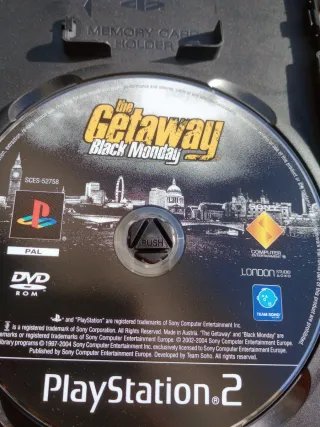 MEMORY CARD
HOLDER
the
Getaway
Black Monday
SCES-52758
PUSH
PAL
COMPUTER
ENTERTAINMENT
LONDON
DVD
ROM
TEAM SOHO
and "PlayStation" are registered trademarks of Sony Computer Entertainment Inc.
is a registered trademark of Sony Corporation. All Rights Reserved. Made in Austria. "The Getaway" and "Black Monday" are
registered trademarks of Sony Computer Entertainment Europe. © 2002-2004 Sony Computer Entertainment Europe.
library programs © 1997-2004 Sony Computer Entertainment Inc. exclusively licensed to Sony Computer Entertainment Europe.
Published by Sony Computer Entertainment Europe. Developed by Team Soho. All rights reserved.
PlayStation®2